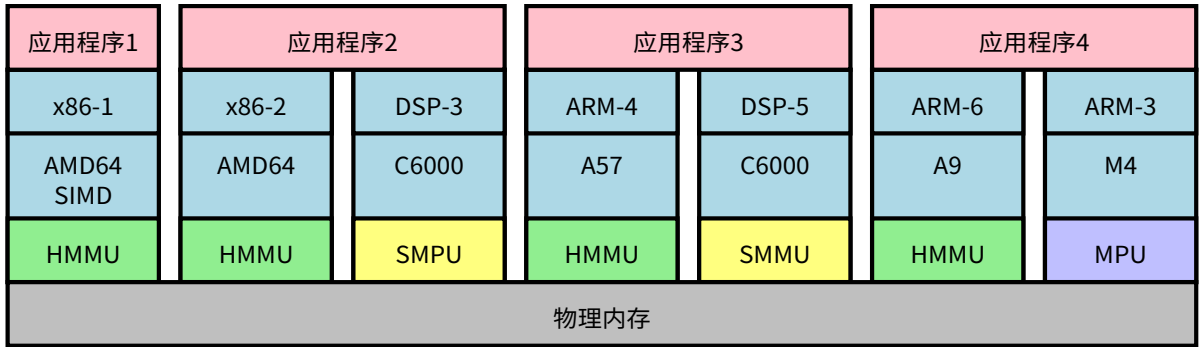 应用程序1 应用程序2 应用程序3 应用程序4
x86-1 x86-2 DSP-3 ARM-4 DSP-5 ARM-6 ARM-3
AMD64 AMD64 C6000 A57 C6000 A9 M4
SIMD
HMMU HMMU SMPU HMMU SMMU HMMU MPU
物理内存